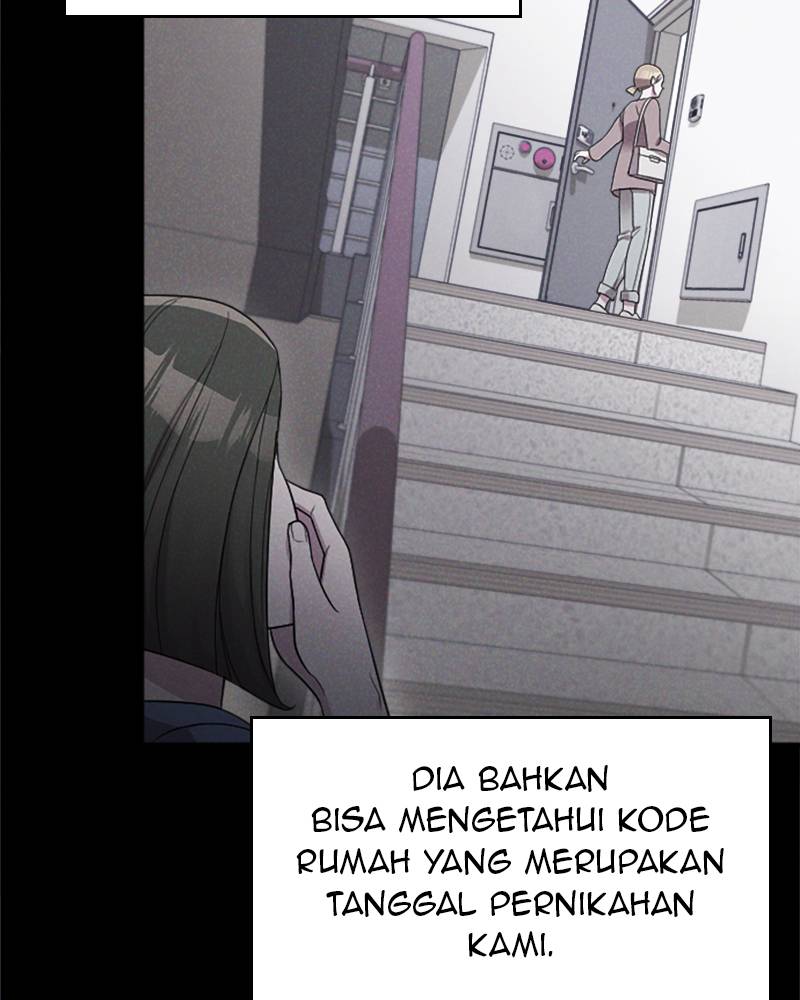 DIA BAHKAN
BISA MENGETAHUI KODE
RUMAH YANG MERUPAKAN
TANGGAL PERNIKAHAN
KAMI.